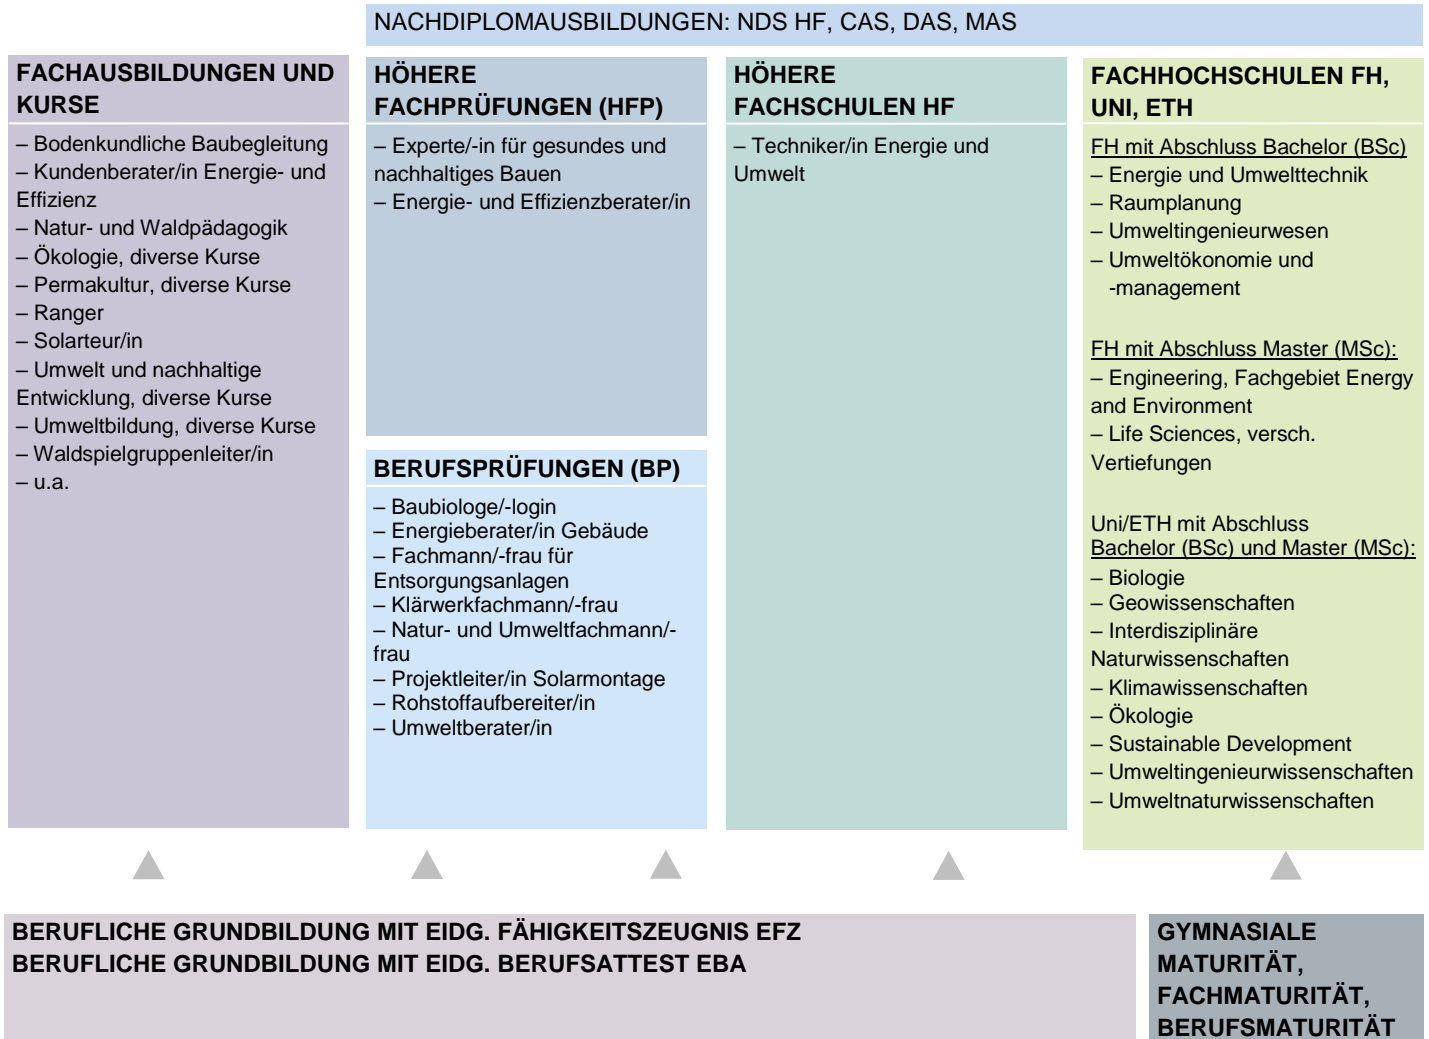 NACHDIPLOMAUSBILDUNGEN: NDS HF, CAS, DAS, MAS
FACHAUSBILDUNGEN UND
KURSE
– Bodenkundliche Baubegleitung
– Kundenberater/in Energie- und
Effizienz
– Natur- und Waldpädagogik
– Ökologie, diverse Kurse
– Permakultur, diverse Kurse
– Ranger
– Solarteur/in
– Umwelt und nachhaltige
Entwicklung, diverse Kurse
– Umweltbildung, diverse Kurse
– Waldspielgruppenleiter/in
– u.a.
HÖHERE
FACHPRÜFUNGEN (HFP)
– Experte/-in für gesundes und
nachhaltiges Bauen
– Energie- und Effizienzberater/in
BERUFSPRÜFUNGEN (BP)
– Baubiologe/-login
– Energieberater/in Gebäude
– Fachmann/-frau für
Entsorgungsanlagen
– Klärwerkfachmann/-frau
– Natur- und Umweltfachmann/-
frau
– Projektleiter/in Solarmontage
– Rohstoffaufbereiter/in
– Umweltberater/in
HÖHERE
FACHSCHULEN HF
– Techniker/in Energie und
Umwelt
FACHHOCHSCHULEN FH,
UNI, ETH
FH mit Abschluss Bachelor (BSc)
– Energie und Umwelttechnik
– Raumplanung
– Umweltingenieurwesen
– Umweltökonomie und
-management
FH mit Abschluss Master (MSc):
– Engineering, Fachgebiet Energy
and Environment
– Life Sciences, versch.
Vertiefungen
Uni/ETH mit Abschluss
Bachelor (BSc) und Master (MSc):
– Biologie
– Geowissenschaften
– Interdisziplinäre
Naturwissenschaften
– Klimawissenschaften
– Ökologie
– Sustainable Development
– Umweltingenieurwissenschaften
– Umweltnaturwissenschaften
BERUFLICHE GRUNDBILDUNG MIT EIDG. FÄHIGKEITSZEUGNIS EFZ
BERUFLICHE GRUNDBILDUNG MIT EIDG. BERUFSATTEST EBA
GYMNASIALE
MATURITÄT,
FACHMATURITÄT,
BERUFSMATURITÄT